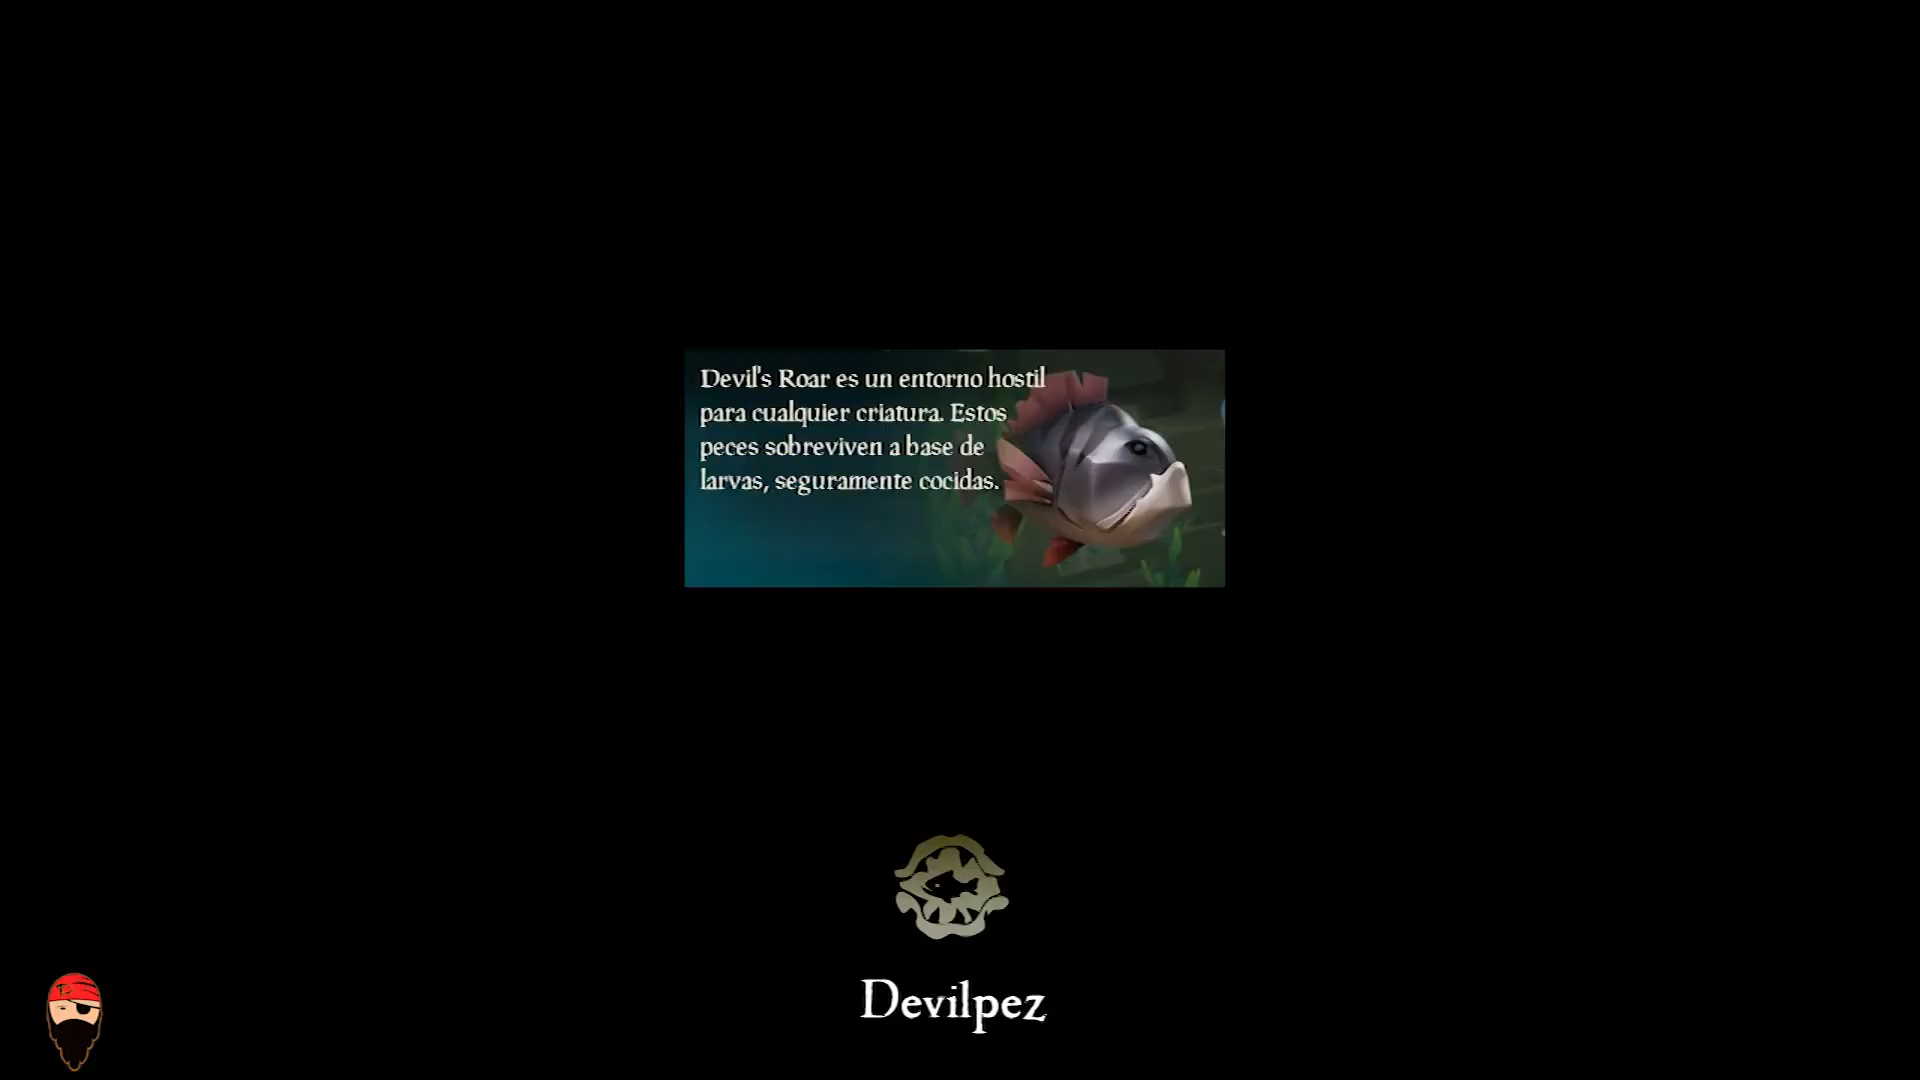 Devil's Roar es un entorno hostil
para cualquier criatura. Estos
peces sobreviven a base de
larvas, seguramente cocidas.
Devilpez